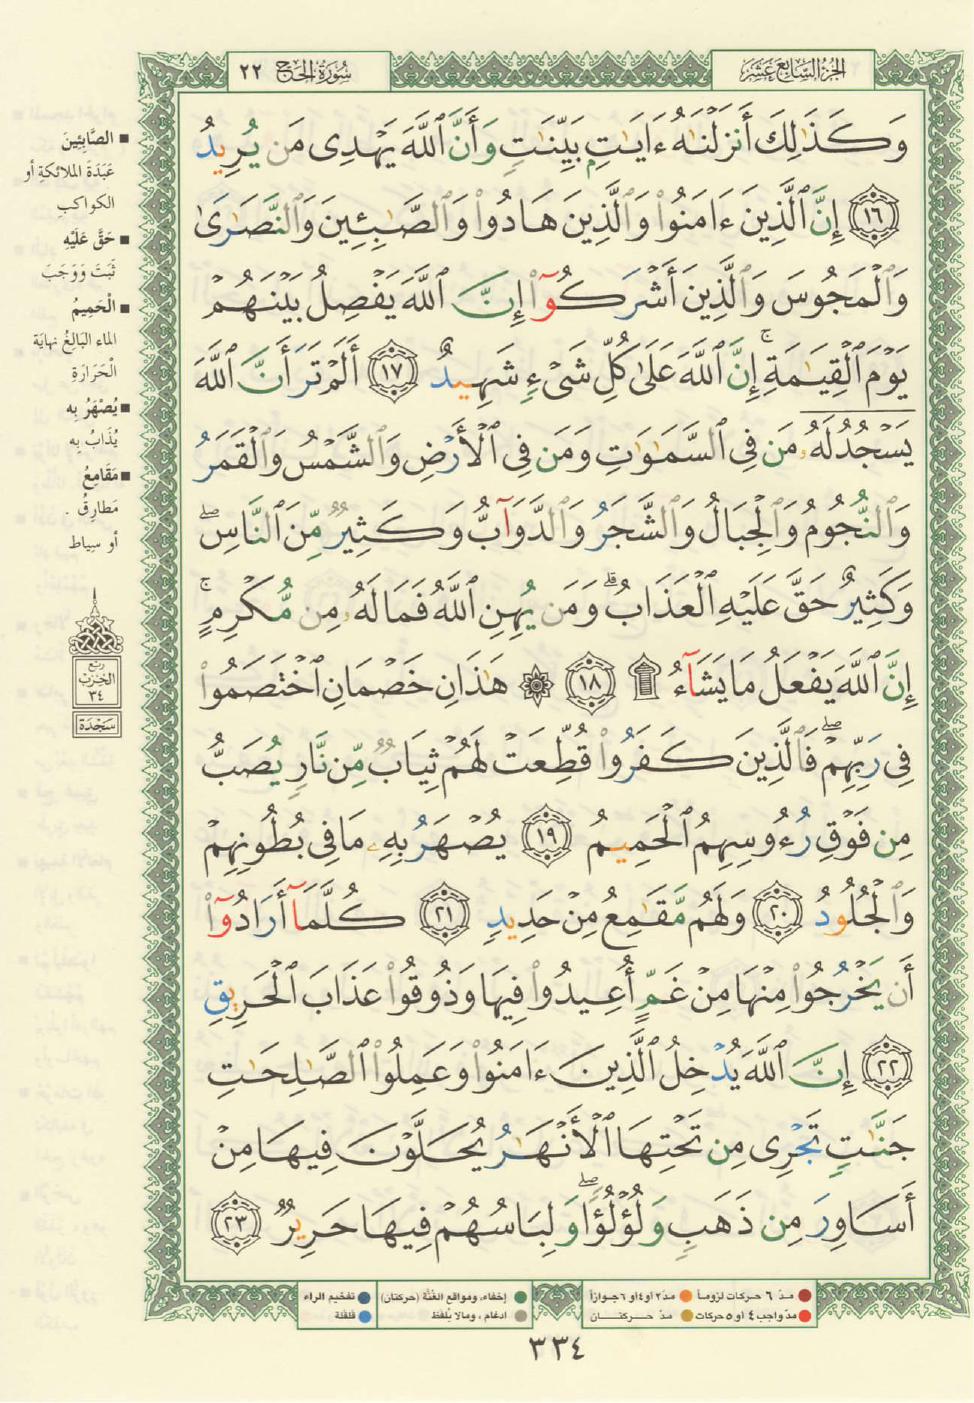 الجزء السابع عشر
سورة الحج ٢٢
وَكَذَٰلِكَ أَنزَلْنَٰهُ ءَايَٰتٍۭ بَيِّنَٰتٍ وَأَنَّ ٱللَّهَ يَهْدِى مَن يُرِيدُ
١٦ إِنَّ ٱلَّذِينَ ءَامَنُوا۟ وَٱلَّذِينَ هَادُوا۟ وَٱلصَّٰبِـِٔينَ وَٱلنَّصَٰرَىٰ
وَٱلْمَجُوسَ وَٱلَّذِينَ أَشْرَكُوٓا۟ إِنَّ ٱللَّهَ يَفْصِلُ بَيْنَهُمْ
يَوْمَ ٱلْقِيَٰمَةِ ۚ إِنَّ ٱللَّهَ عَلَىٰ كُلِّ شَىْءٍ شَهِيدٌ ١٧ أَلَمْ تَرَ أَنَّ ٱللَّهَ
يَسْجُدُ لَهُۥ مَن فِى ٱلسَّمَٰوَٰتِ وَمَن فِى ٱلْأَرْضِ وَٱلشَّمْسُ وَٱلْقَمَرُ
وَٱلنُّجُومُ وَٱلْجِبَالُ وَٱلشَّجَرُ وَٱلدَّوَآبُّ وَكَثِيرٌ مِّنَ ٱلنَّاسِ ۖ
وَكَثِيرٌ حَقَّ عَلَيْهِ ٱلْعَذَابُ ۗ وَمَن يُهِنِ ٱللَّهُ فَمَا لَهُۥ مِن مُّكْرِمٍ ۚ
إِنَّ ٱللَّهَ يَفْعَلُ مَا يَشَآءُ ۩ ١٨ ۞ هَٰذَانِ خَصْمَانِ ٱخْتَصَمُوا۟
فِى رَبِّهِمْ ۖ فَٱلَّذِينَ كَفَرُوا۟ قُطِّعَتْ لَهُمْ ثِيَابٌ مِّن نَّارٍ يُصَبُّ
مِن فَوْقِ رُءُوسِهِمُ ٱلْحَمِيمُ ١٩ يُصْهَرُ بِهِۦ مَا فِى بُطُونِهِمْ
وَٱلْجُلُودُ ٢٠ وَلَهُم مَّقَٰمِعُ مِنْ حَدِيدٍ ٢١ كُلَّمَآ أَرَادُوٓا۟
أَن يَخْرُجُوا۟ مِنْهَا مِنْ غَمٍّ أُعِيدُوا۟ فِيهَا وَذُوقُوا۟ عَذَابَ ٱلْحَرِيقِ
٢٢ إِنَّ ٱللَّهَ يُدْخِلُ ٱلَّذِينَ ءَامَنُوا۟ وَعَمِلُوا۟ ٱلصَّٰلِحَٰتِ
جَنَّٰتٍ تَجْرِى مِن تَحْتِهَا ٱلْأَنْهَٰرُ يُحَلَّوْنَ فِيهَا مِنْ
أَسَاوِرَ مِن ذَهَبٍ وَلُؤْلُؤًا ۖ وَلِبَاسُهُمْ فِيهَا حَرِيرٌ ٢٣
■ الصَّابِئِينَ
عَبَدَةَ الملائكةِ أو
الكواكبِ
■ حَقَّ عَلَيْهِ
ثَبَتَ وَوَجَبَ
■ الْحَمِيمُ
الماء البَالِغُ نهايَةَ
الْحَرَارَةِ
■ يُصْهَرُ بِهِ
يُذَابُ بِهِ
■ مَقَامِعُ
مَطارِقُ .
أو سِياط
ربع
الحزب
٣٤
سجدة
مدّ ٦ حركات لزوماً
مدّ ٢ أو ٤ أو ٦ جوازاً
إخفاء، ومواقع الغُنَّة (حركتان)
تفخيم الراء
مدّ واجب ٤ أو ٥ حركات
مدّ حركتان
ادغام ، ومالا يُلفظ
قلقلة
٣٣٤